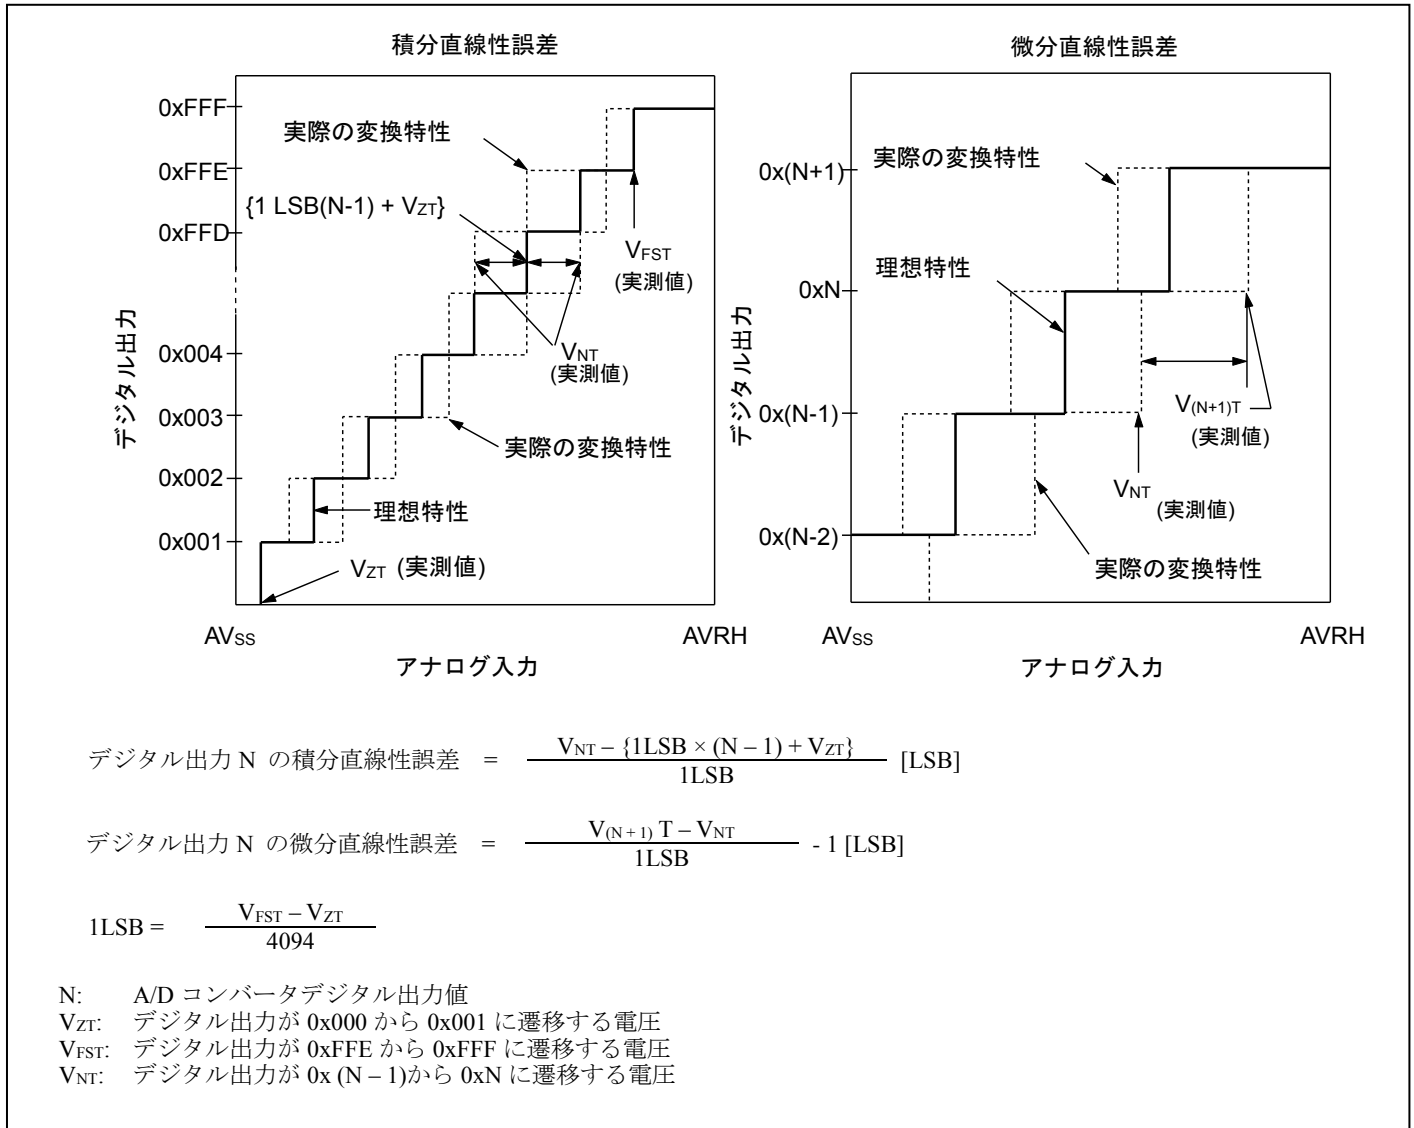 積分直線性誤差
0xFFF
0xFFE
0xFFD
0x004
0x003
0x002
0x001
デジタル出力
実際の変換特性
{1 LSB(N-1) + VZT}
VFST
(実測値)
VNT
(実測値)
実際の変換特性
理想特性
VZT (実測値)
AVSS
AVRH
アナログ入力
微分直線性誤差
0x(N+1)
0xN
0x(N-1)
0x(N-2)
デジタル出力
実際の変換特性
理想特性
V(N+1)T
(実測値)
VNT
(実測値)
実際の変換特性
AVSS
AVRH
アナログ入力
デジタル出力 N の積分直線性誤差 = VNT – {1LSB × (N – 1) + VZT} / 1LSB [LSB]
デジタル出力 N の微分直線性誤差 = V(N + 1) T – VNT / 1LSB - 1 [LSB]
1LSB = VFST – VZT / 4094
N: A/D コンバータデジタル出力値
VZT: デジタル出力が 0x000 から 0x001 に遷移する電圧
VFST: デジタル出力が 0xFFE から 0xFFF に遷移する電圧
VNT: デジタル出力が 0x (N – 1)から 0xN に遷移する電圧